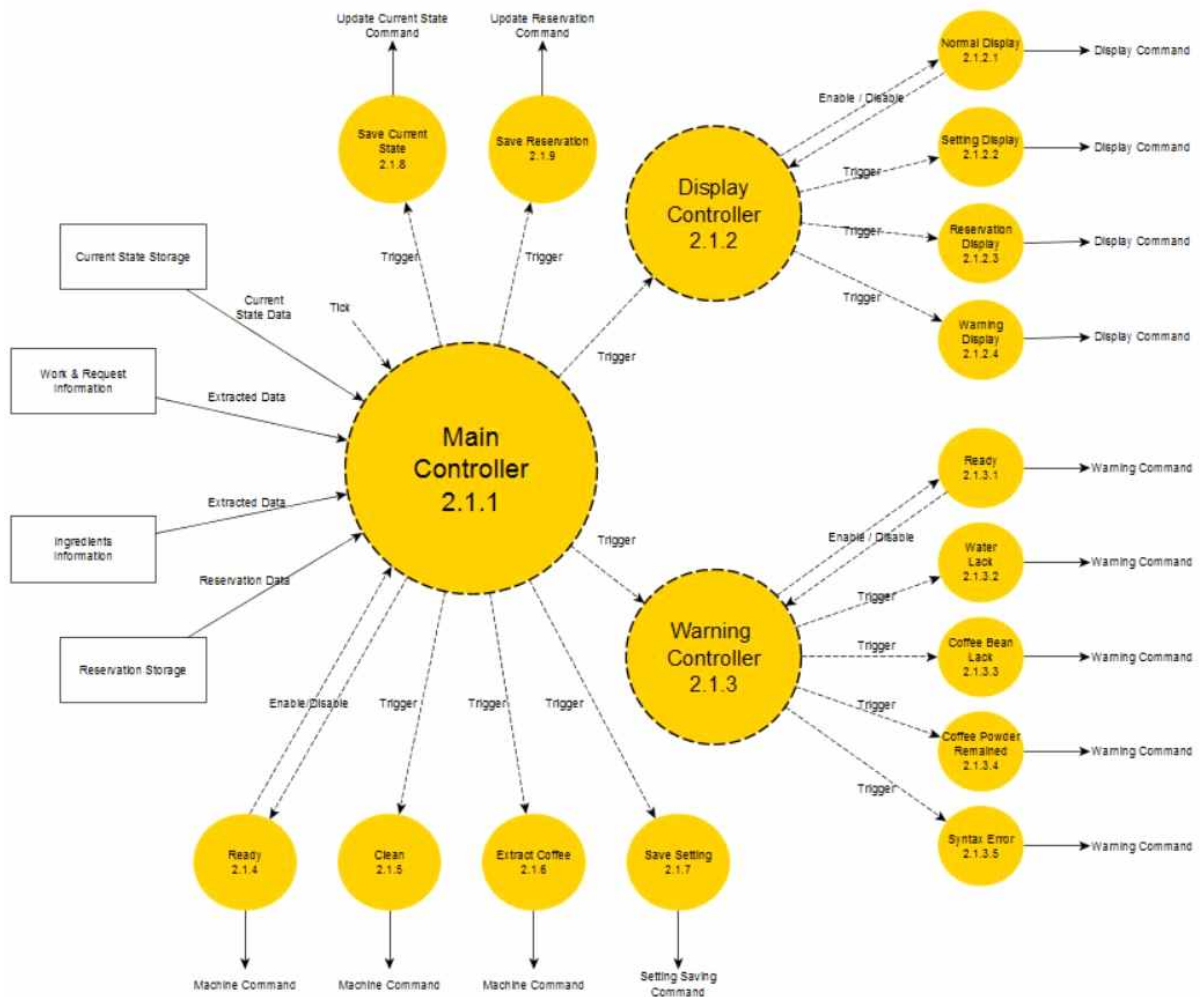 Update Current State
Command
Update Reservation
Command
Normal Display
2.1.2.1
Display Command
Enable / Disable
Save Current
State
2.1.8
Save Reservation
2.1.9
Setting Display
2.1.2.2
Display Command
Trigger
Display
Controller
2.1.2
Trigger
Reservation
Display
2.1.2.3
Display Command
Current State Storage
Trigger
Trigger
Current
State Data
Tick
Trigger
Warning
Display
2.1.2.4
Display Command
Trigger
Work & Request
Information
Extracted Data
Main
Controller
2.1.1
Ready
2.1.3.1
Warning Command
Extracted Data
Ingredients
Information
Trigger
Enable / Disable
Water
Lack
2.1.3.2
Warning Command
Reservation Data
Trigger
Reservation Storage
Warning
Controller
2.1.3
Trigger
Coffee Bean
Lack
2.1.3.3
Warning Command
Enable/Disable
Trigger
Trigger
Trigger
Trigger
Coffee Powder
Remained
2.1.3.4
Warning Command
Trigger
Ready
2.1.4
Clean
2.1.5
Extract Coffee
2.1.6
Save Setting
2.1.7
Syntax Error
2.1.3.5
Warning Command
Machine Command
Machine Command
Machine Command
Setting Saving
Command